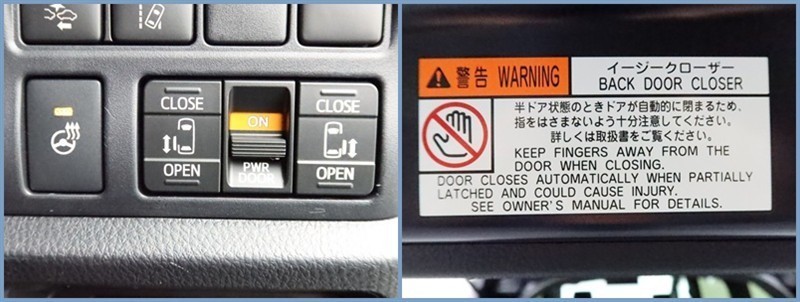 CLOSE
ON
CLOSE
OPEN
PWR
DOOR
OPEN
警告 WARNING
イージークローザー
BACK DOOR CLOSER
半ドア状態のときドアが自動的に閉まるため、
指をはさまないよう十分注意してください。
詳しくは取扱書をご覧ください。
KEEP FINGERS AWAY FROM THE
DOOR WHEN CLOSING.
DOOR CLOSES AUTOMATICALLY WHEN PARTIALLY
LATCHED AND COULD CAUSE INJURY.
SEE OWNER'S MANUAL FOR DETAILS.